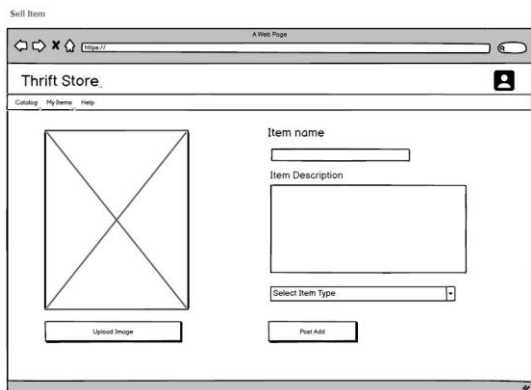 Sell Item
A Web Page
https://
Thrift Store
Catalog My Items Help
Item name
Item Description
Select Item Type
Upload Image
Post Add